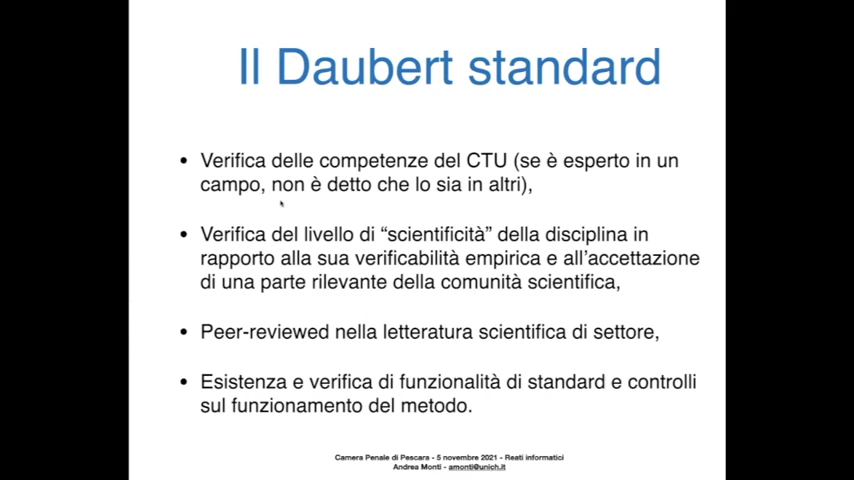 Il Daubert standard
• Verifica delle competenze del CTU (se è esperto in un
campo, non è detto che lo sia in altri),
• Verifica del livello di “scientificità” della disciplina in
rapporto alla sua verificabilità empirica e all’accettazione
di una parte rilevante della comunità scientifica,
• Peer-reviewed nella letteratura scientifica di settore,
• Esistenza e verifica di funzionalità di standard e controlli
sul funzionamento del metodo.
Camera Penale di Pescara - 5 novembre 2021 - Reati informatici
Andrea Monti - amonti@unich.it